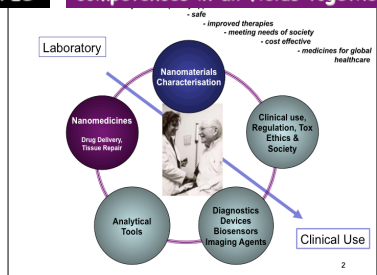 - safe
- improved therapies
- meeting needs of society
- cost effective
- medicines for global
healthcare
Laboratory
Nanomaterials
Characterisation
Nanomedicines
Drug Delivery,
Tissue Repair
Clinical use,
Regulation, Tox
Ethics &
Society
Analytical
Tools
Diagnostics
Devices
Biosensors
Imaging Agents
Clinical Use
2